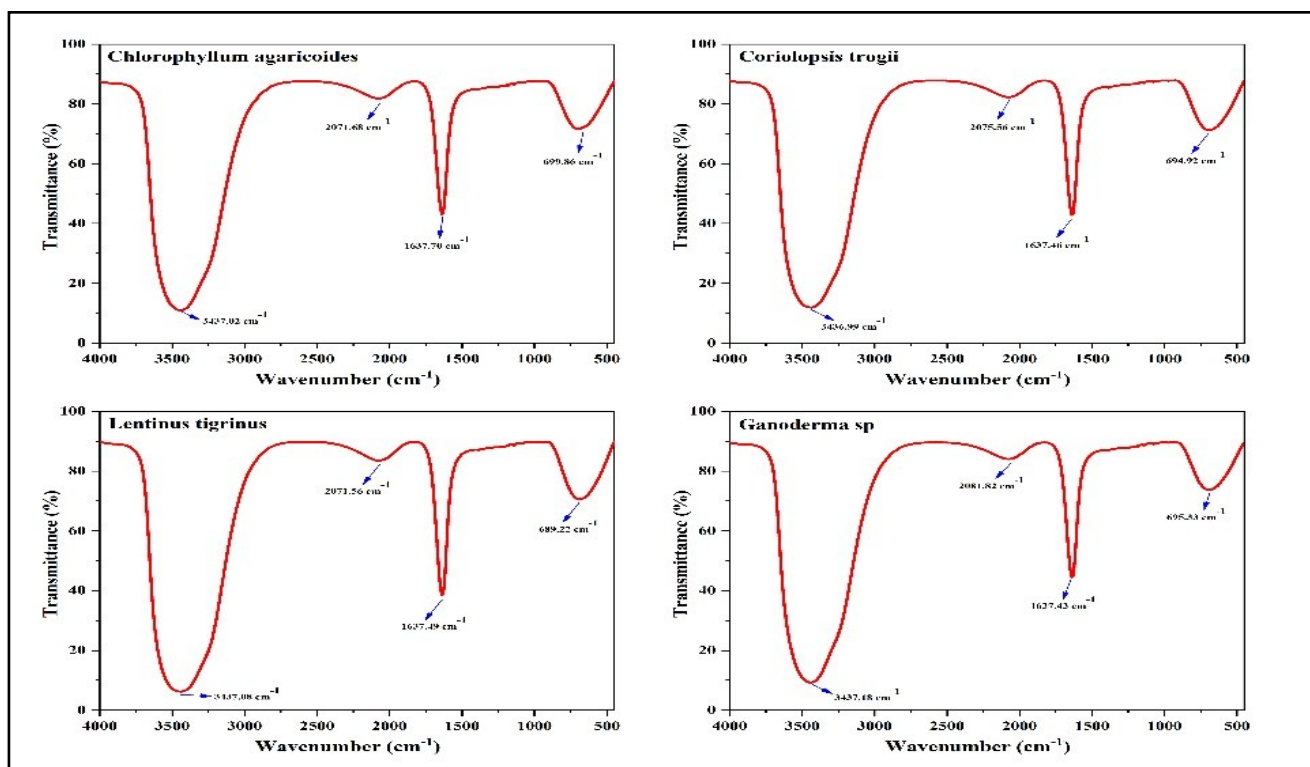 Chlorophyllum agaricoides
Transmittance (%)
100
80
60
40
20
0
2071.68 cm⁻¹
699.86 cm⁻¹
1637.70 cm⁻¹
3437.02 cm⁻¹
4000 3500 3000 2500 2000 1500 1000 500
Wavenumber (cm⁻¹)
Coriolopsis trogii
Transmittance (%)
100
80
60
40
20
0
2075.56 cm⁻¹
694.92 cm⁻¹
1637.46 cm⁻¹
3436.99 cm⁻¹
4000 3500 3000 2500 2000 1500 1000 500
Wavenumber (cm⁻¹)
Lentinus tigrinus
Transmittance (%)
100
80
60
40
20
0
2071.56 cm⁻¹
689.22 cm⁻¹
1637.49 cm⁻¹
3437.08 cm⁻¹
4000 3500 3000 2500 2000 1500 1000 500
Wavenumber (cm⁻¹)
Ganoderma sp
Transmittance (%)
100
80
60
40
20
0
2081.82 cm⁻¹
695.33 cm⁻¹
1637.43 cm⁻¹
3437.18 cm⁻¹
4000 3500 3000 2500 2000 1500 1000 500
Wavenumber (cm⁻¹)